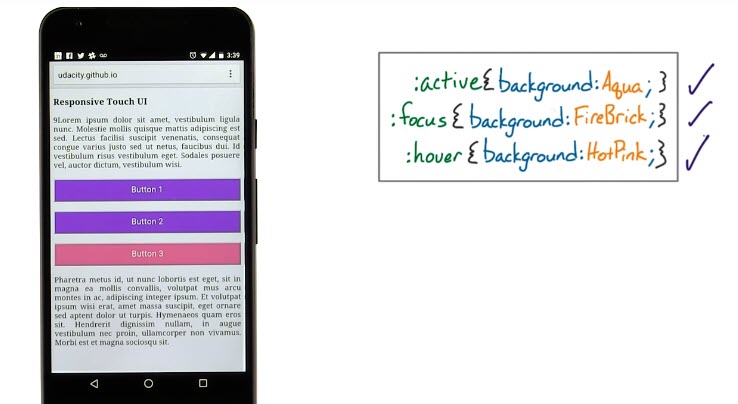 3:39
udacity.github.io
Responsive Touch UI
9Lorem ipsum dolor sit amet, vestibulum ligula
nunc. Molestie mollis quisque mattis adipiscing est
sed. Lectus facilisi suscipit venenatis, consequat
congue varius justo sed ut netus, faucibus dui. Id
vestibulum risus vestibulum eget. Sodales posuere
vel, auctor dictum, vestibulum wisi.
Button 1
Button 2
Button 3
Pharetra metus id, ut nunc lobortis est eget, sit in
magna ea mollis convallis, volutpat mus arcu
montes in ac, adipiscing integer ipsum. Et volutpat
ipsum wisi erat, amet massa suscipit, eget ornare
sed aptent dolor ut turpis. Hymenaeos quam eros
sit. Hendrerit dignissim nullam, in augue
vestibulum nec proin, ullamcorper non vivamus.
Morbi est et magna sociosqu sit.
:active{background:Aqua;}
:focus{background:FireBrick;}
:hover{background:HotPink;}